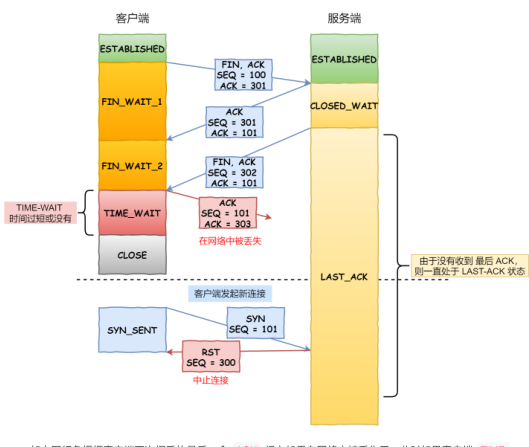 客户端
服务端
ESTABLISHED
ESTABLISHED
FIN, ACK
SEQ = 100
ACK = 301
FIN_WAIT_1
CLOSED_WAIT
ACK
SEQ = 301
ACK = 101
FIN_WAIT_2
FIN, ACK
SEQ = 302
ACK = 101
TIME-WAIT
时间过短或没有
TIME_WAIT
ACK
SEQ = 101
ACK = 303
在网络中被丢失
CLOSE
由于没有收到 最后 ACK,
则一直处于 LAST-ACK 状态
LAST_ACK
客户端发起新连接
SYN_SENT
SYN
SEQ = 101
RST
SEQ = 300
中止连接